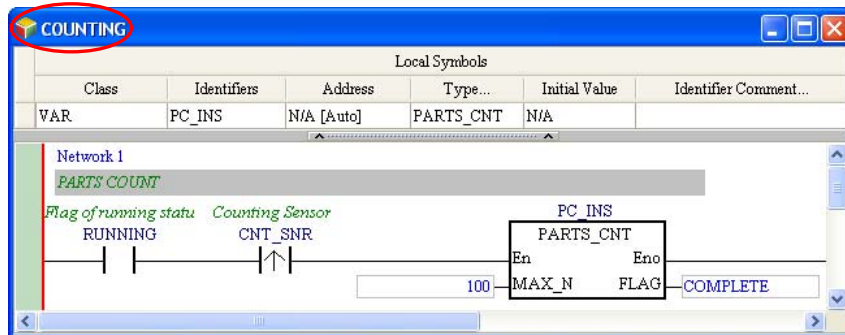 COUNTING
Local Symbols
Class Identifiers Address Type... Initial Value Identifier Comment...
VAR PC_INS N/A [Auto] PARTS_CNT N/A
Network 1
PARTS COUNT
Flag of running statu Counting Sensor PC_INS
RUNNING CNT_SNR PARTS_CNT
En Eno
100 MAX_N FLAG COMPLETE